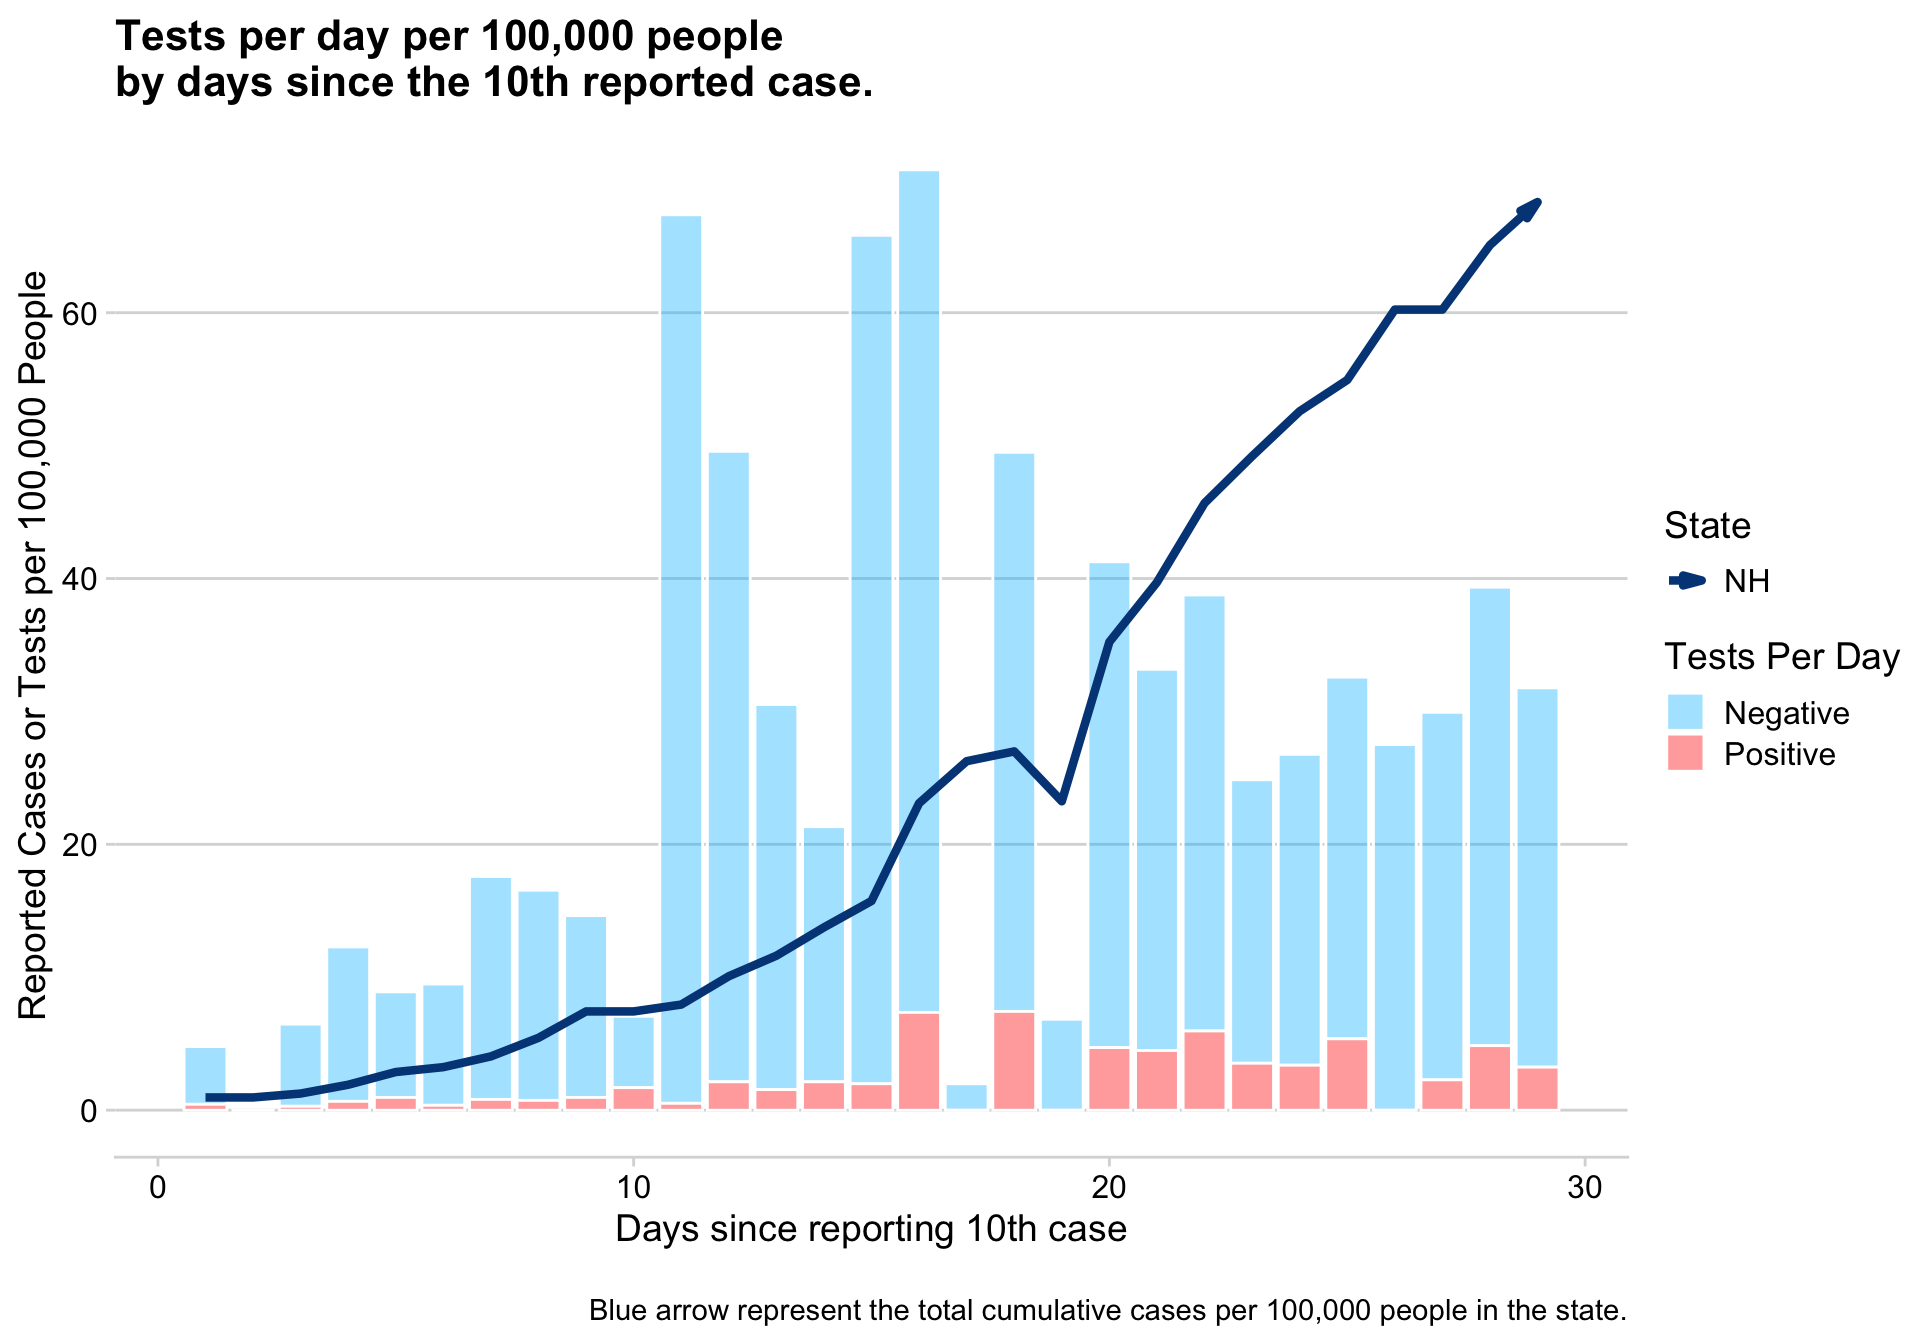 Tests per day per 100,000 people
by days since the 10th reported case.
Reported Cases or Tests per 100,000 People
60
40
20
0
0
10
20
30
Days since reporting 10th case
State
NH
Tests Per Day
Negative
Positive
Blue arrow represent the total cumulative cases per 100,000 people in the state.